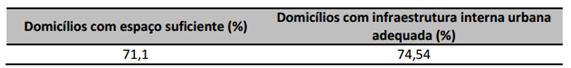 Domicílios com espaço suficiente (%)
Domicílios com infraestrutura interna urbana
adequada (%)
71,1
74,54